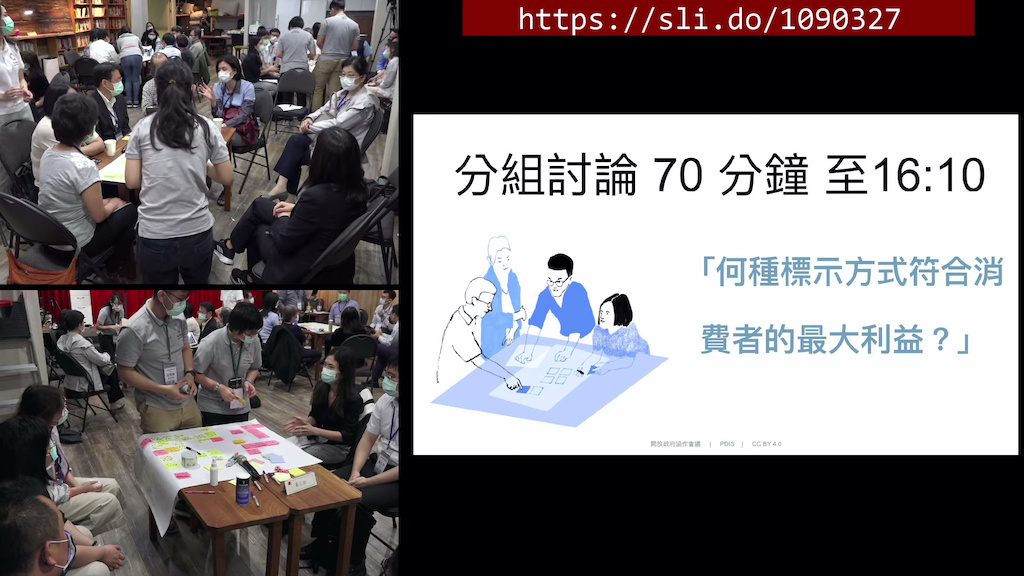 https://sli.do/1090327
分組討論 70 分鐘 至16:10
「何種標示方式符合消
費者的最大利益？」
開放政府協作會議 | PDIS | CC BY 4.0